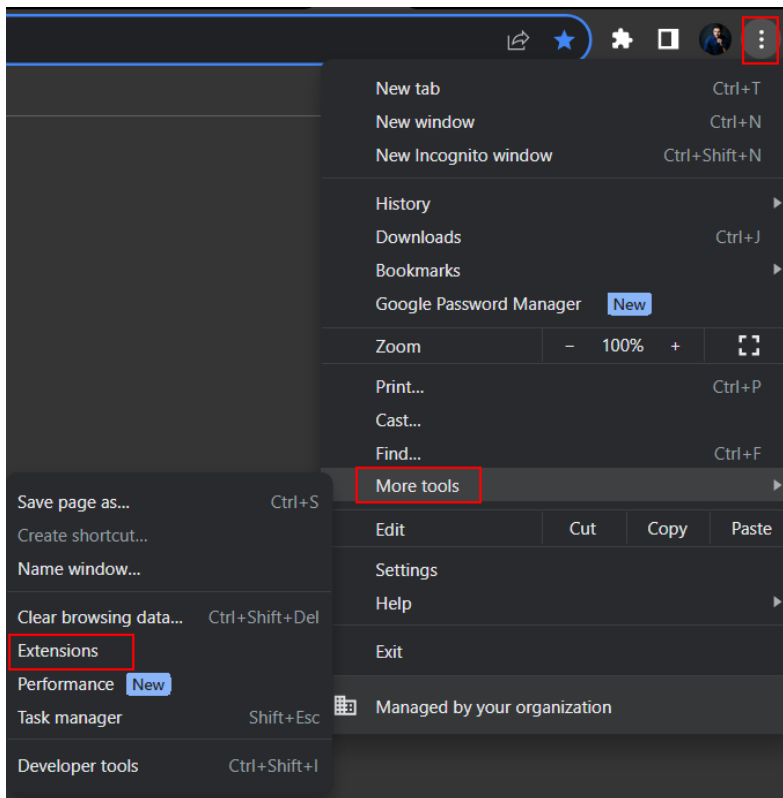 New tab Ctrl+T
New window Ctrl+N
New Incognito window Ctrl+Shift+N
History
Downloads Ctrl+J
Bookmarks
Google Password Manager New
Zoom − 100% +
Print... Ctrl+P
Cast...
Find... Ctrl+F
More tools
Edit Cut Copy Paste
Settings
Help
Exit
Managed by your organization
Save page as... Ctrl+S
Create shortcut...
Name window...
Clear browsing data... Ctrl+Shift+Del
Extensions
Performance New
Task manager Shift+Esc
Developer tools Ctrl+Shift+I